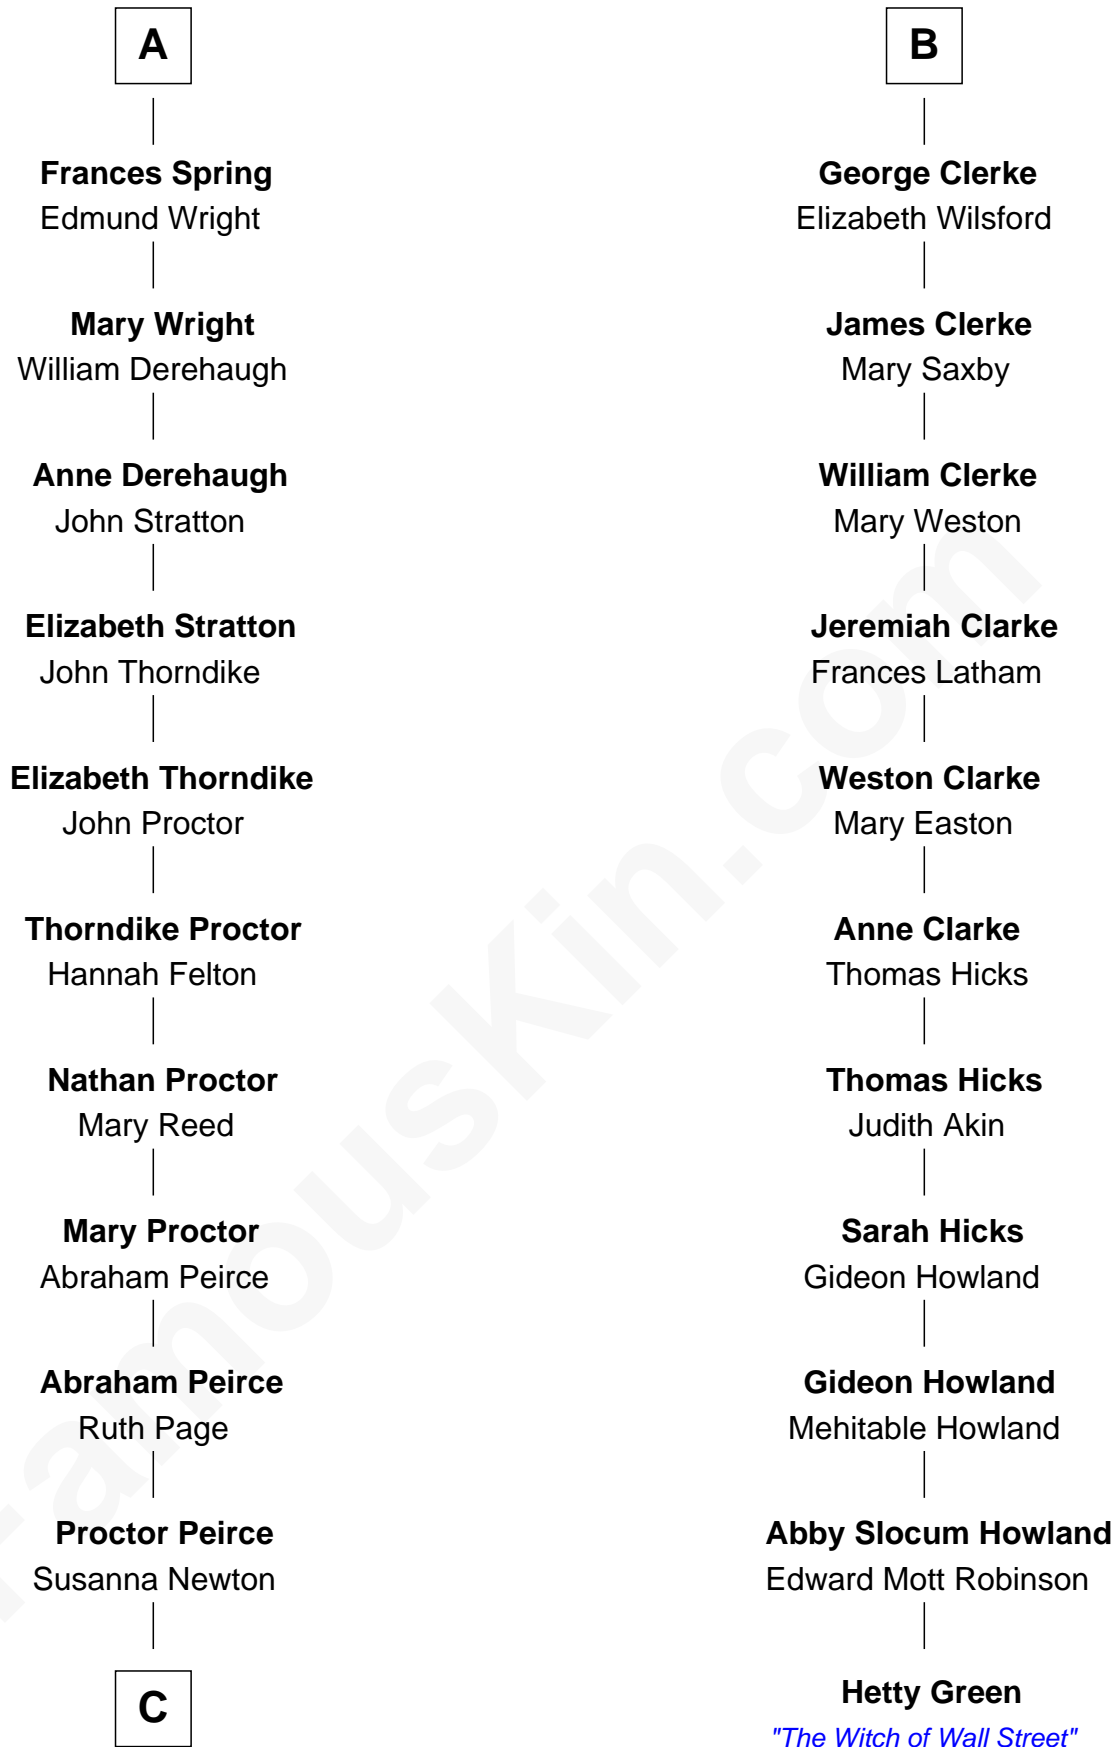 A
Frances Spring
Edmund Wright
Mary Wright
William Derehaugh
Anne Derehaugh
John Stratton
Elizabeth Stratton
John Thorndike
Elizabeth Thorndike
John Proctor
Thorndike Proctor
Hannah Felton
Nathan Proctor
Mary Reed
Mary Proctor
Abraham Peirce
Abraham Peirce
Ruth Page
Proctor Peirce
Susanna Newton
C
B
George Clerke
Elizabeth Wilsford
James Clerke
Mary Saxby
William Clerke
Mary Weston
Jeremiah Clarke
Frances Latham
Weston Clarke
Mary Easton
Anne Clarke
Thomas Hicks
Thomas Hicks
Judith Akin
Sarah Hicks
Gideon Howland
Gideon Howland
Mehitable Howland
Abby Slocum Howland
Edward Mott Robinson
Hetty Green
"The Witch of Wall Street"
FamousKin.com